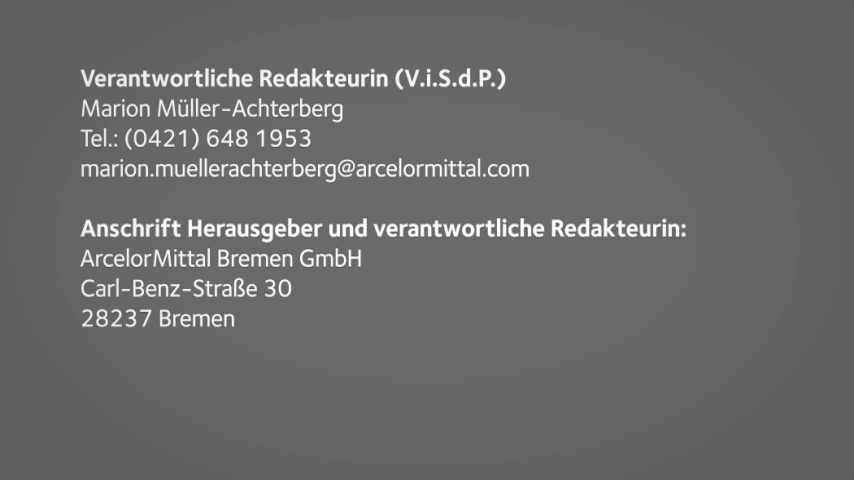 Verantwortliche Redakteurin (V.i.S.d.P.)
Marion Müller-Achterberg
Tel.: (0421) 648 1953
marion.muellerachterberg@arcelormittal.com
Anschrift Herausgeber und verantwortliche Redakteurin:
ArcelorMittal Bremen GmbH
Carl-Benz-Straße 30
28237 Bremen